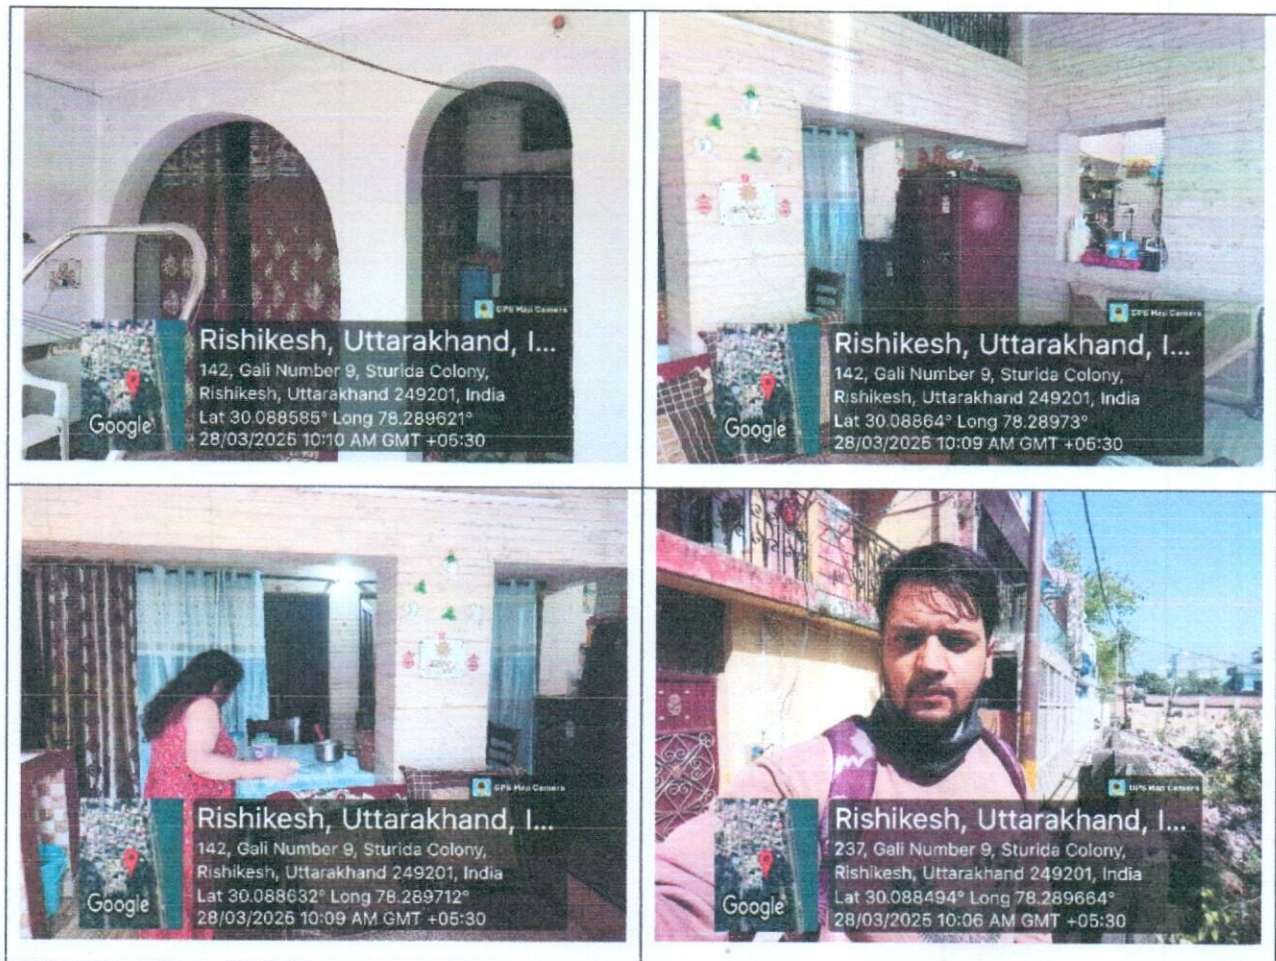 GPS Map Camera
Rishikesh, Uttarakhand, I...
142, Gali Number 9, Sturida Colony,
Rishikesh, Uttarakhand 249201, India
Lat 30.088585° Long 78.289621°
28/03/2025 10:10 AM GMT +05:30
Google
GPS Map Camera
Rishikesh, Uttarakhand, I...
142, Gali Number 9, Sturida Colony,
Rishikesh, Uttarakhand 249201, India
Lat 30.08864° Long 78.28973°
28/03/2025 10:09 AM GMT +05:30
Google
GPS Map Camera
Rishikesh, Uttarakhand, I...
142, Gali Number 9, Sturida Colony,
Rishikesh, Uttarakhand 249201, India
Lat 30.088632° Long 78.289712°
28/03/2025 10:09 AM GMT +05:30
Google
GPS Map Camera
Rishikesh, Uttarakhand, I...
237, Gali Number 9, Sturida Colony,
Rishikesh, Uttarakhand 249201, India
Lat 30.088494° Long 78.289664°
28/03/2025 10:06 AM GMT +05:30
Google